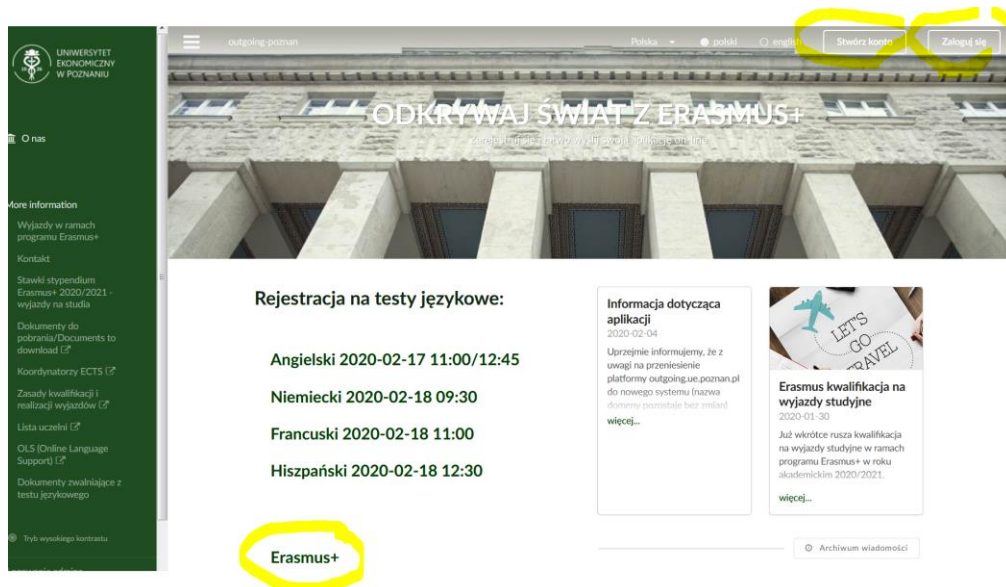 UNIWERSYTET
EKONOMICZNY
W POZNANIU
O nas
More information
Wyjazdy w ramach
programu Erasmus+
Kontakt
Stawki stypendium
Erasmus+ 2020/2021 -
wyjazdy na studia
Dokumenty do
pobrania/Documents to
download
Koordynatorzy ECTS
Zasady kwalifikacji i
realizacji wyjazdów
Lista uczelni
OLS (Online Language
Support)
Dokumenty zwalniające z
testu językowego
Tryb wysokiego kontrastu
outgoing-poznan
Polska
polski
english
Stwórz konto
Zaloguj się
ODKRYWAJ ŚWIAT Z ERASMUS+
Rejestracja na testy językowe:
Angielski 2020-02-17 11:00/12:45
Niemiecki 2020-02-18 09:30
Francuski 2020-02-18 11:00
Hiszpański 2020-02-18 12:30
Erasmus+
Informacja dotycząca
aplikacji
2020-02-04
Uprzejmie informujemy, że z
uwagi na przeniesienie
platformy outgoing.ue.poznan.pl
do nowego systemu (nazwa
domeny pozostaje bez zmian)
więcej...
LET'S
GO
TRAVEL
Erasmus kwalifikacja na
wyjazdy studyjne
2020-01-30
Już wkrótce rusza kwalifikacja
na wyjazdy studyjne w ramach
programu Erasmus+ w roku
akademickim 2020/2021.
więcej...
Archiwum wiadomości